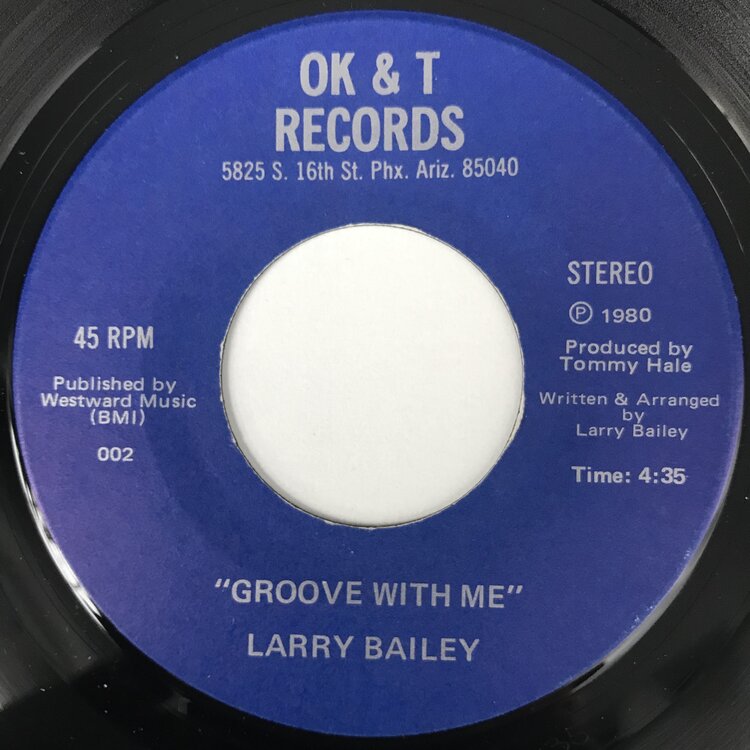 OK & T
RECORDS
5825 S. 16th St. Phx. Ariz. 85040
45 RPM
Published by
Westward Music
(BMI)
002
STEREO
Ⓟ 1980
Produced by
Tommy Hale
Written & Arranged
by
Larry Bailey
Time: 4:35
"GROOVE WITH ME"
LARRY BAILEY